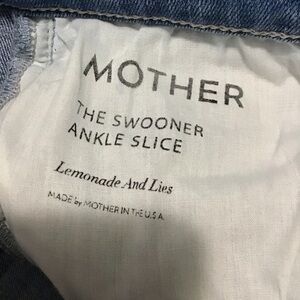 MOTHER
THE SWOONER
ANKLE SLICE
Lemonade And Lies
MADE by MOTHER IN THE U.S.A